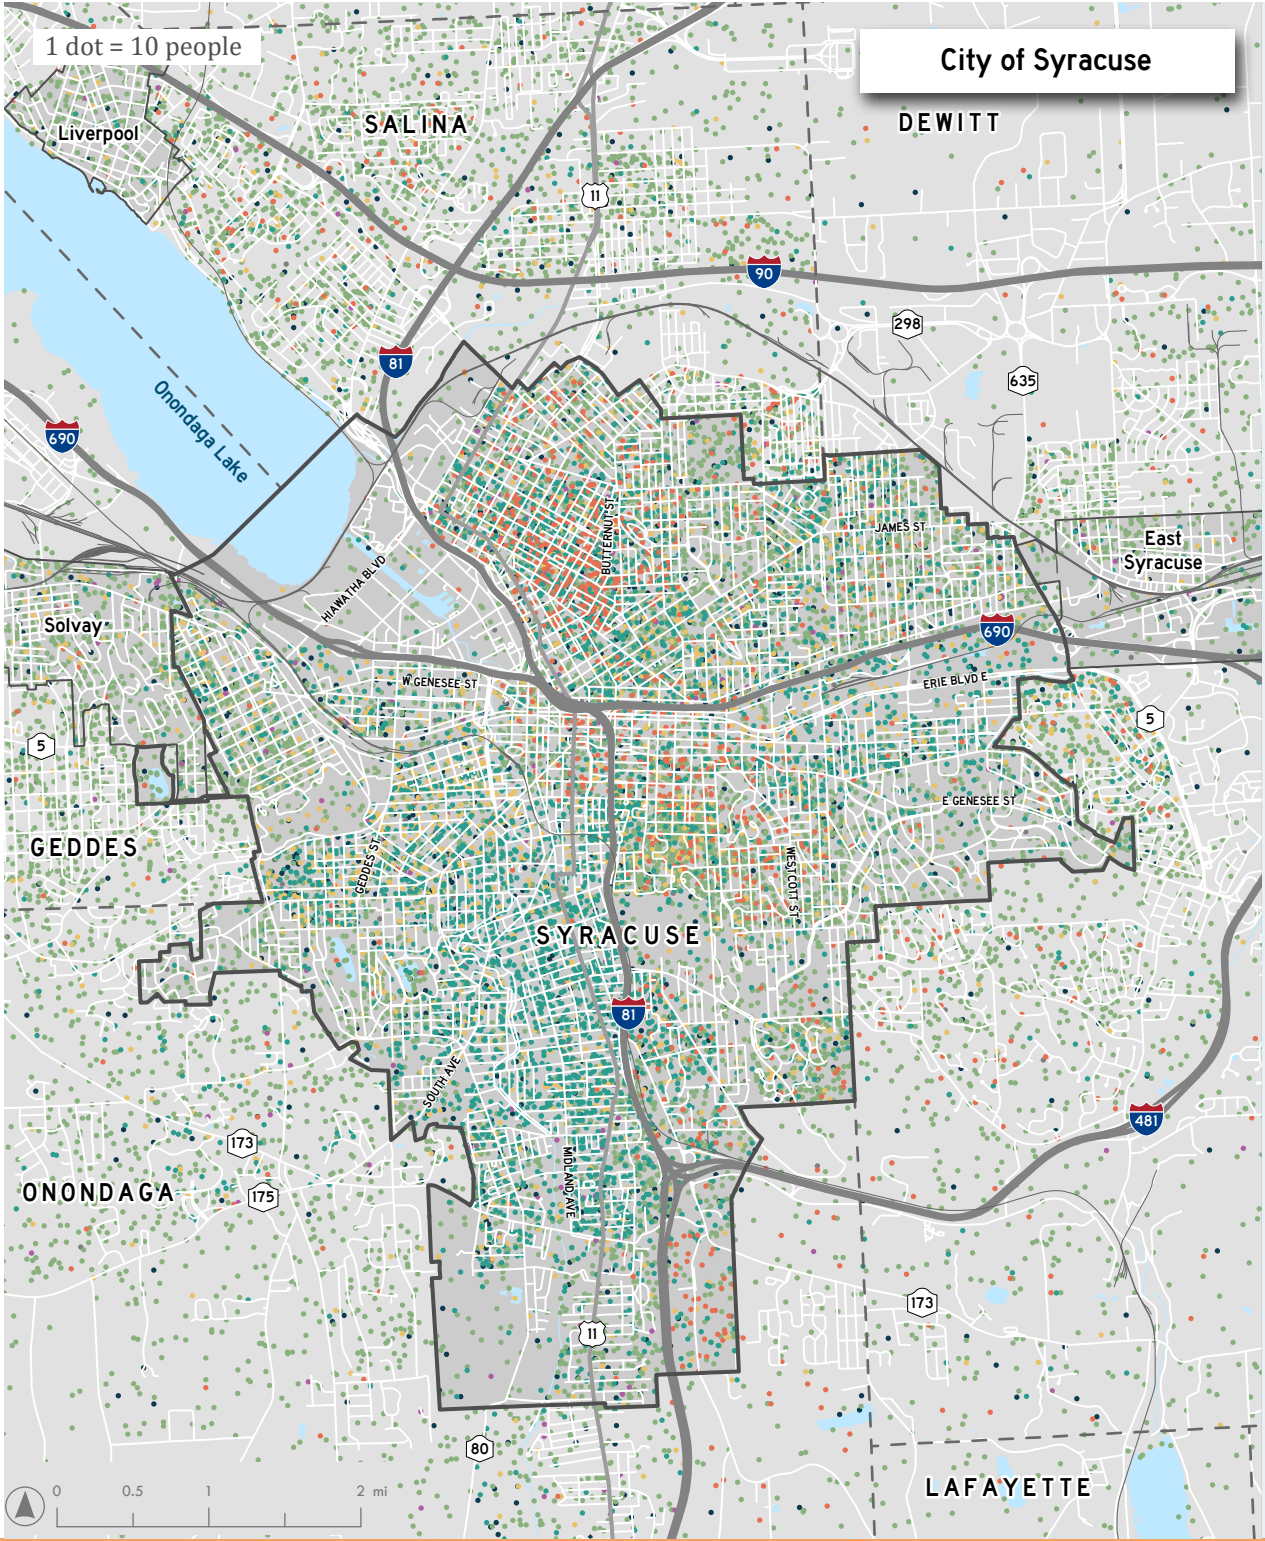 1 dot = 10 people
City of Syracuse
Liverpool
SALINA
DEWITT
11
90
298
81
635
Onondaga Lake
690
BUTTERNUT ST
JAMES ST
East
Syracuse
HIAWATHA BLVD
Solvay
690
W GENESEE ST
ERIE BLVD E
5
5
E GENESEE ST
GEDDES
GEDDES ST
WESTCOTT ST
SYRACUSE
81
SOUTH AVE
481
173
MIDLAND AVE
ONONDAGA
175
173
11
80
LAFAYETTE
0 0.5 1 2 mi